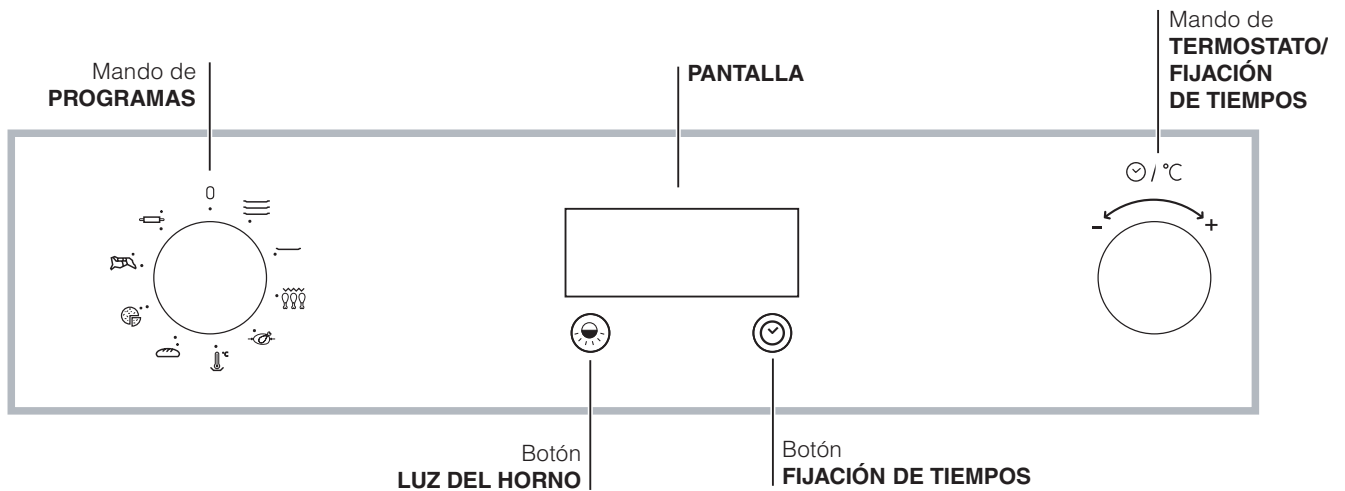 Mando de
PROGRAMAS
PANTALLA
Mando de
TERMOSTATO/
FIJACIÓN
DE TIEMPOS
0
/ °C
- +
°C
Botón
LUZ DEL HORNO
Botón
FIJACIÓN DE TIEMPOS